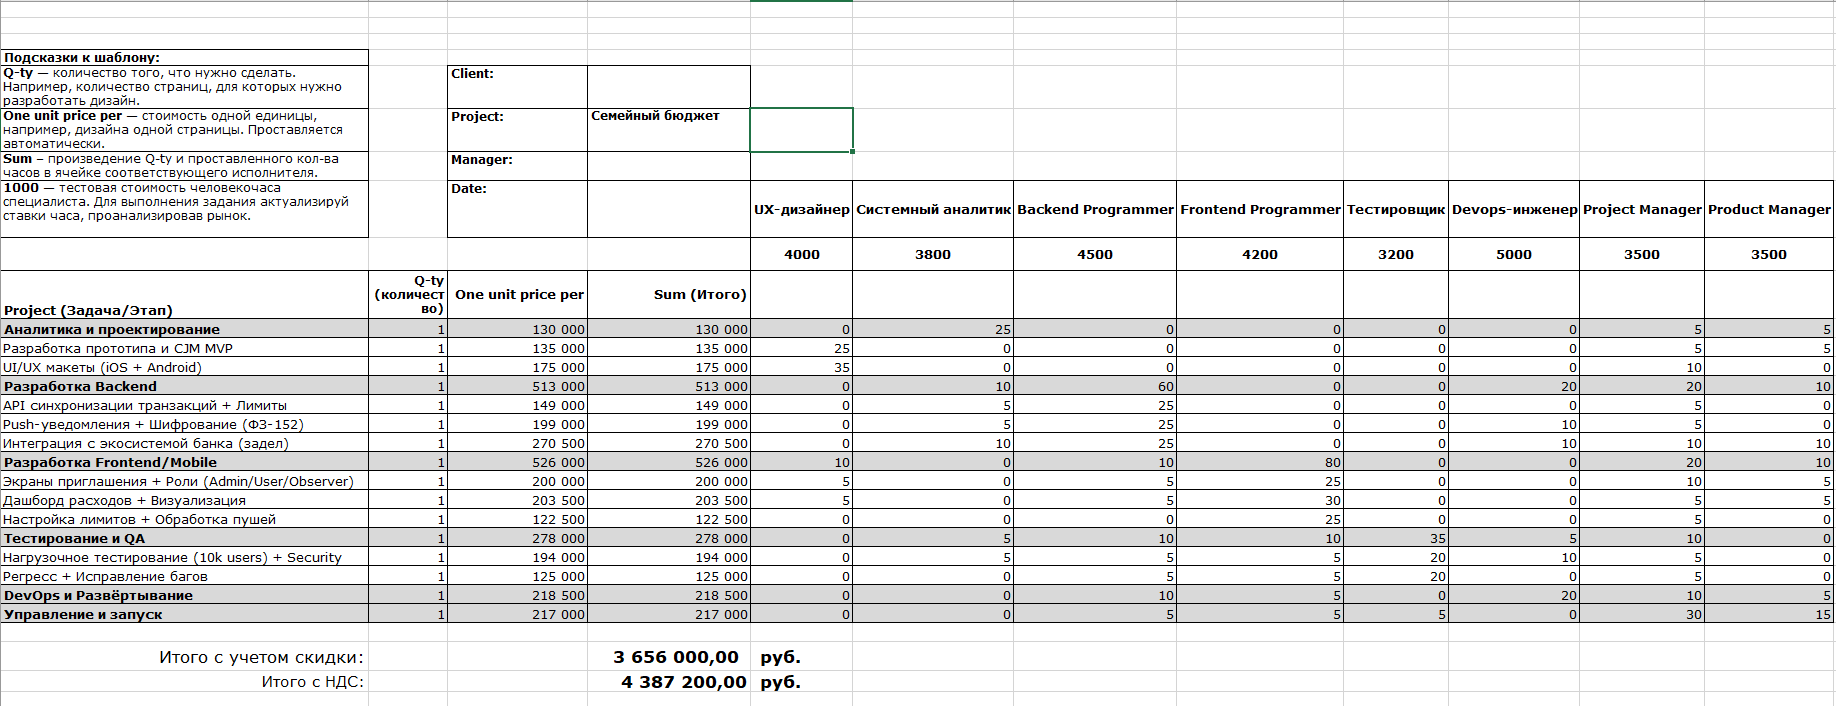 Подсказки к шаблону:
Q-ty — количество того, что нужно сделать.
Например, количество страниц, для которых нужно
разработать дизайн.
Client:
One unit price per — стоимость одной единицы,
например, дизайна одной страницы. Проставляется
автоматически.
Project: Семейный бюджет
Sum – произведение Q-ty и проставленного кол-ва
часов в ячейке соответствующего исполнителя.
Manager:
1000 — тестовая стоимость человекочаса
специалиста. Для выполнения задания актуализируй
ставки часа, проанализировав рынок.
Date:
UX-дизайнер Системный аналитик Backend Programmer Frontend Programmer Тестировщик Devops-инженер Project Manager Product Manager
4000 3800 4500 4200 3200 5000 3500 3500
Project (Задача/Этап) Q-ty
(количест
во)
One unit price per Sum (Итого)
Аналитика и проектирование 1 130 000 130 000 0 25 0 0 0 0 5 5
Разработка прототипа и CJM MVP 1 135 000 135 000 25 0 0 0 0 0 5 5
UI/UX макеты (iOS + Android) 1 175 000 175 000 35 0 0 0 0 0 10 0
Разработка Backend 1 513 000 513 000 0 10 60 0 0 20 20 10
API синхронизации транзакций + Лимиты 1 149 000 149 000 0 5 25 0 0 0 5 0
Push-уведомления + Шифрование (ФЗ-152) 1 199 000 199 000 0 5 25 0 0 10 5 0
Интеграция с экосистемой банка (задел) 1 270 500 270 500 0 10 25 0 0 10 10 10
Разработка Frontend/Mobile 1 526 000 526 000 10 0 10 80 0 0 20 10
Экраны приглашения + Роли (Admin/User/Observer) 1 200 000 200 000 5 0 5 25 0 0 10 5
Дашборд расходов + Визуализация 1 203 500 203 500 5 0 5 30 0 0 5 5
Настройка лимитов + Обработка пушей 1 122 500 122 500 0 0 0 25 0 0 5 0
Тестирование и QA 1 278 000 278 000 0 5 10 10 35 5 10 0
Нагрузочное тестирование (10k users) + Security 1 194 000 194 000 0 5 5 5 20 10 5 0
Регресс + Исправление багов 1 125 000 125 000 0 0 5 5 20 0 5 0
DevOps и Развёртывание 1 218 500 218 500 0 0 10 5 0 20 10 5
Управление и запуск 1 217 000 217 000 0 0 5 5 5 0 30 15
Итого с учетом скидки: 3 656 000,00 руб.
Итого с НДС: 4 387 200,00 руб.